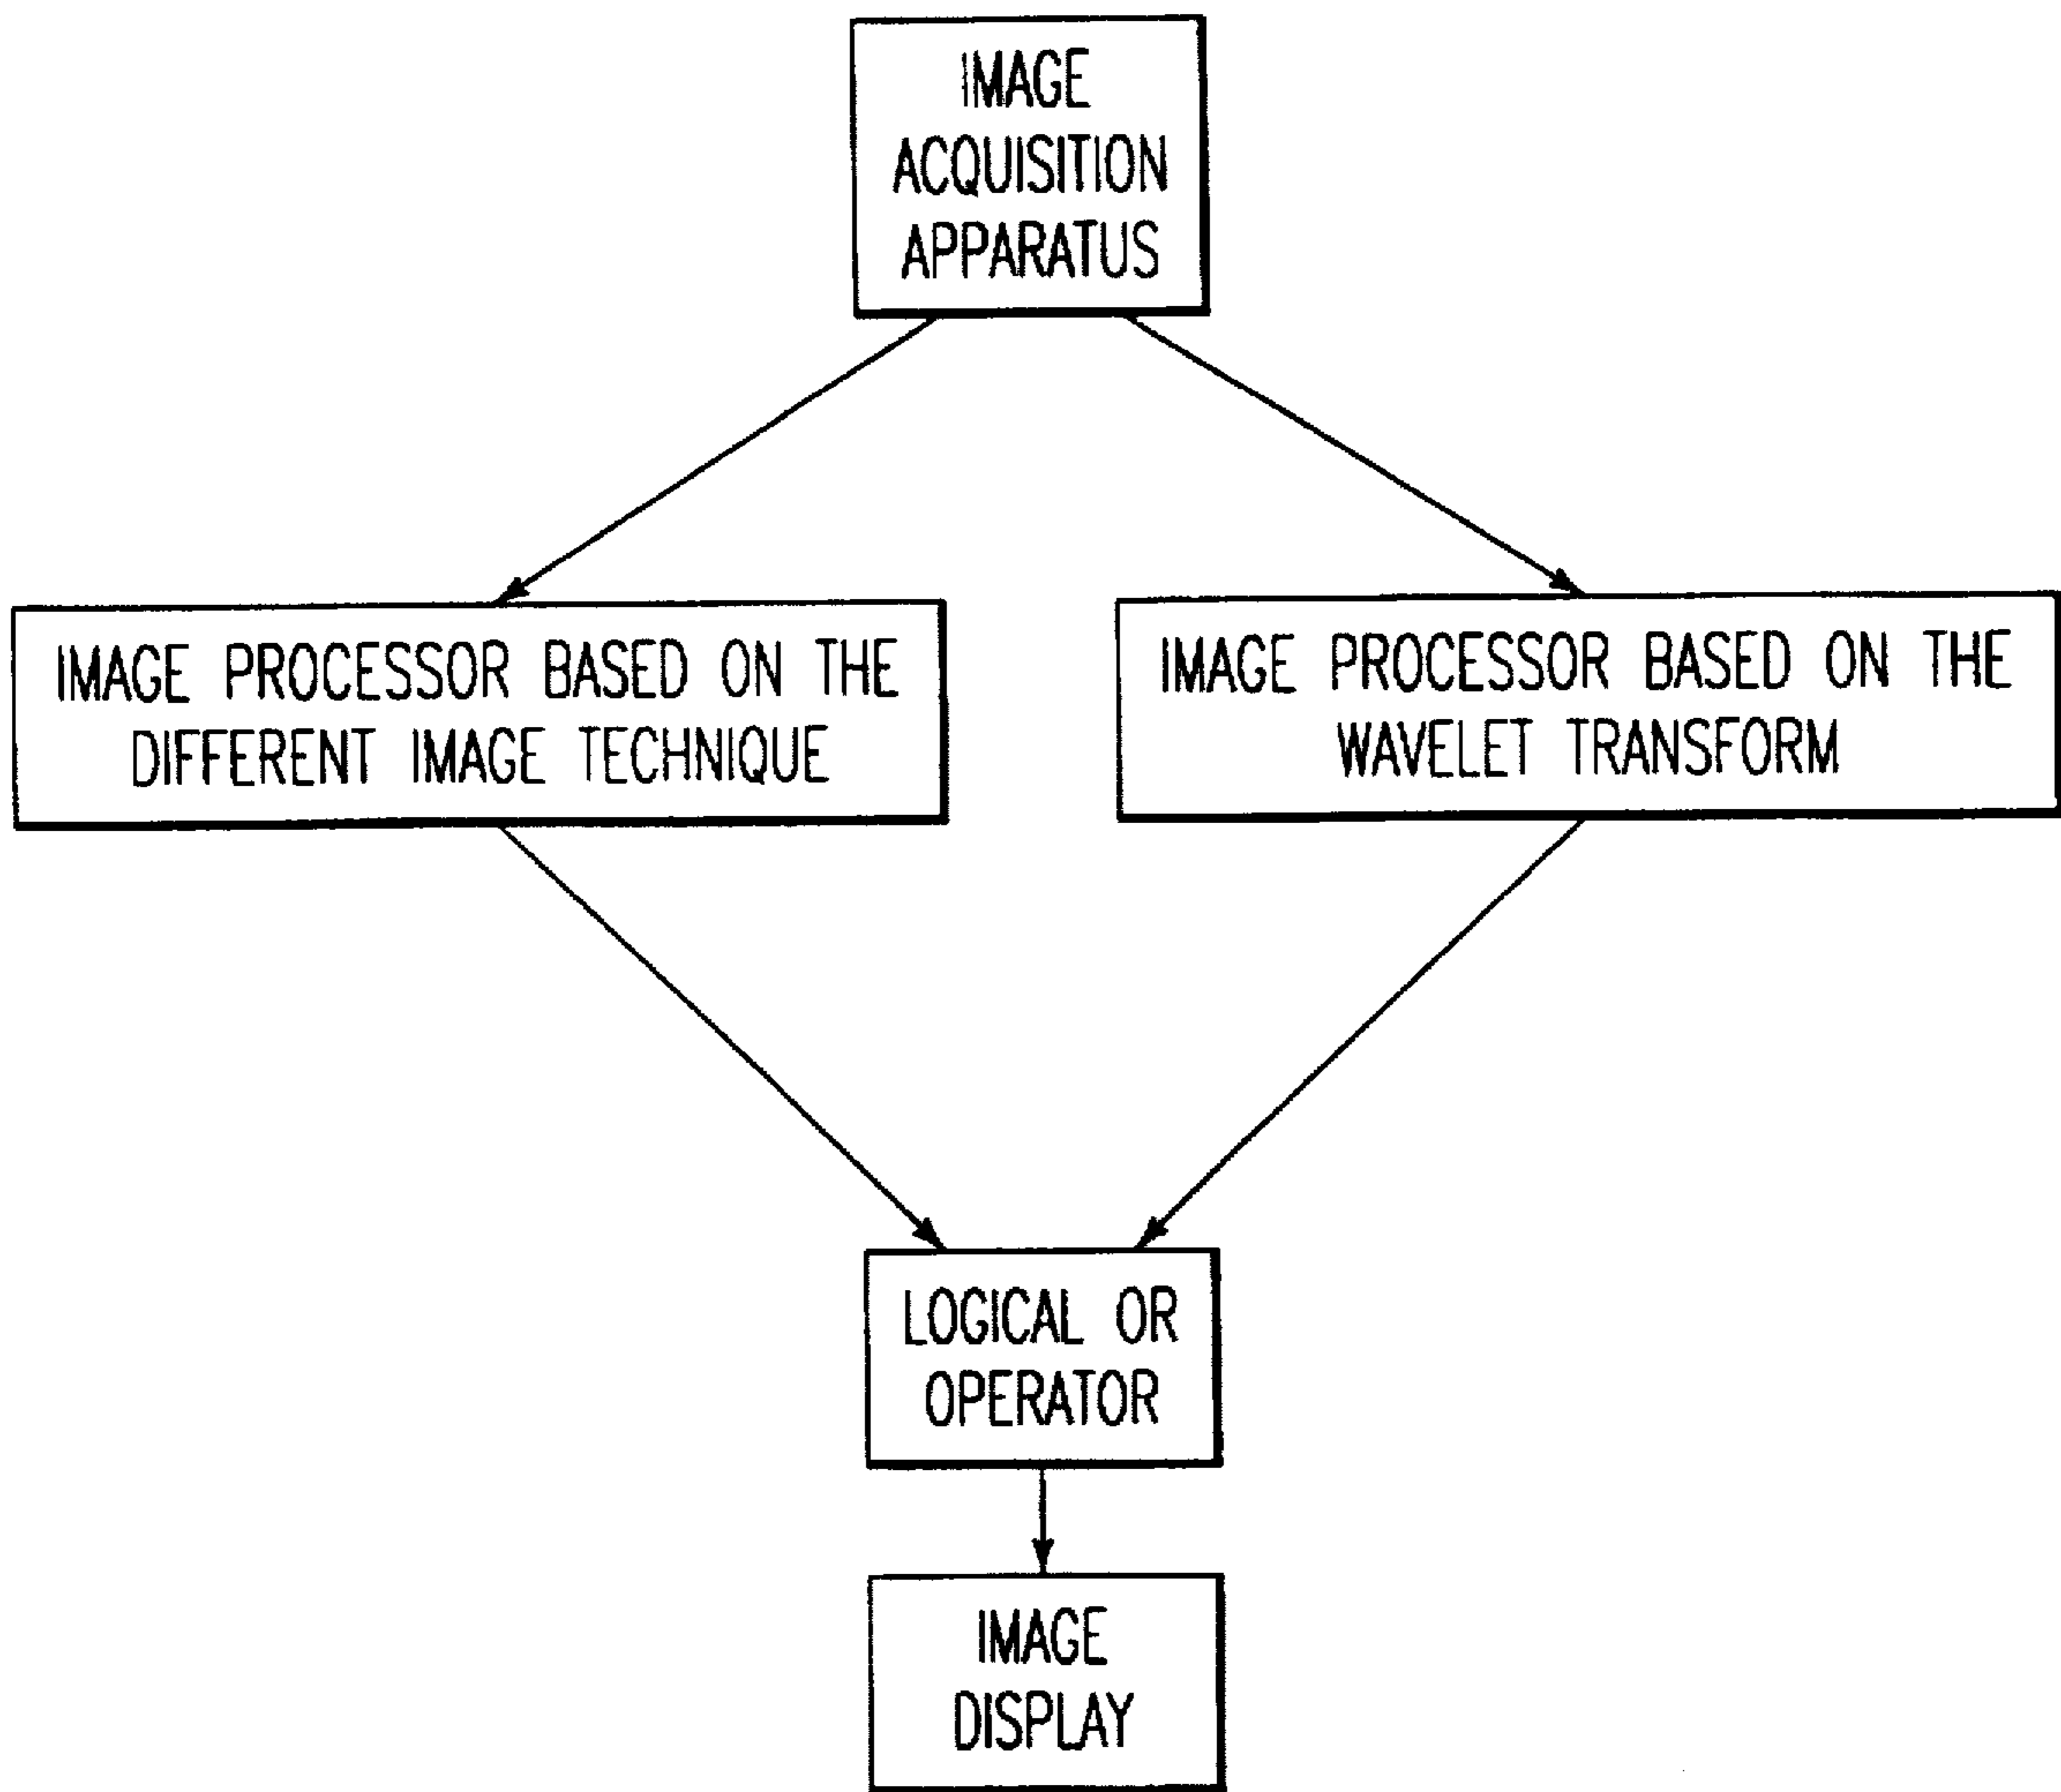 IMAGE
ACQUISITION
APPARATUS
IMAGE PROCESSOR BASED ON THE
DIFFERENT IMAGE TECHNIQUE
IMAGE PROCESSOR BASED ON THE
WAVELET TRANSFORM
LOGICAL OR
OPERATOR
IMAGE
DISPLAY